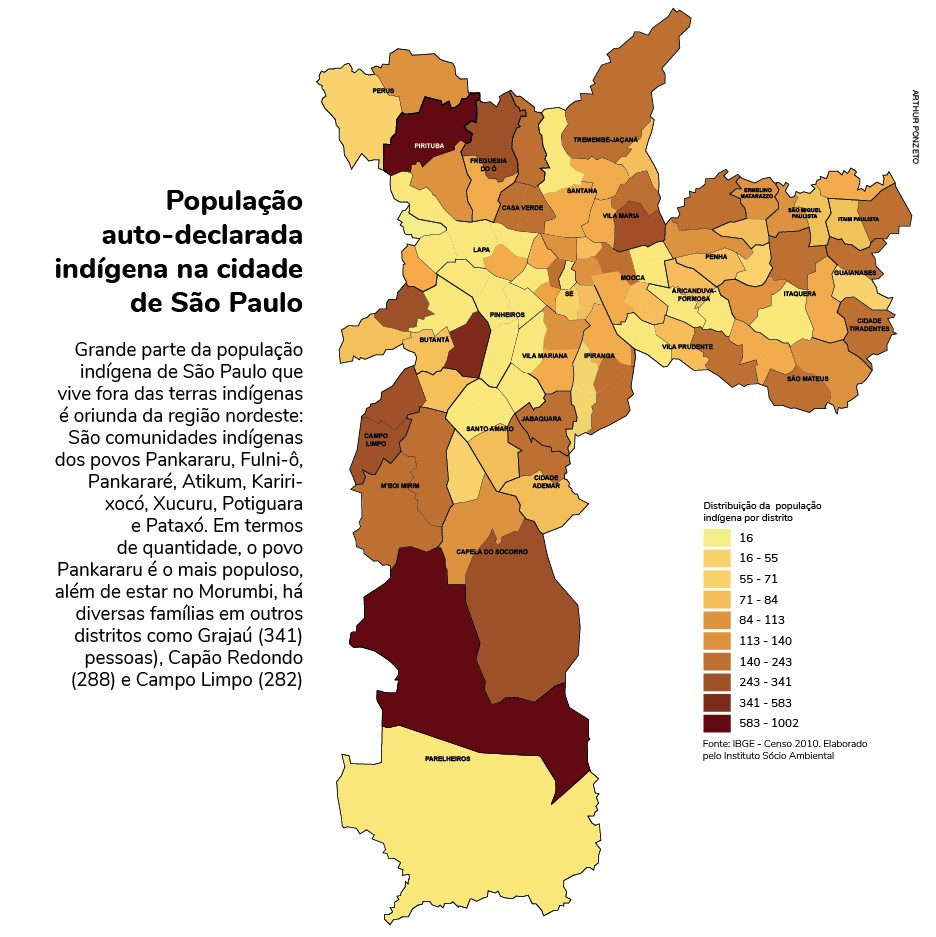 População
auto-declarada
indígena na cidade
de São Paulo
Grande parte da população
indígena de São Paulo que
vive fora das terras indígenas
é oriunda da região nordeste:
São comunidades indígenas
dos povos Pankararu, Fulni-ô,
Pankararé, Atikum, Kariri-
xocó, Xucuru, Potiguara
e Pataxó. Em termos
de quantidade, o povo
Pankararu é o mais populoso,
além de estar no Morumbi, há
diversas famílias em outros
distritos como Grajaú (341)
pessoas), Capão Redondo
(288) e Campo Limpo (282)
ARTHUR PONZETO
PERUS
PIRITUBA
FREGUESIA
DO Ó
TREMEMBÉ-JAÇANÃ
SANTANA
CASA VERDE
VILA MARIA
ERMELINO
MATARAZZO
SÃO MIGUEL
PAULISTA
ITAIM PAULISTA
LAPA
PENHA
MOOCA
GUAIANASES
SÉ
ARICANDUVA-
FORMOSA
ITAQUERA
PINHEIROS
CIDADE
TIRADENTES
BUTANTÃ
VILA MARIANA
IPIRANGA
VILA PRUDENTE
SÃO MATEUS
JABAQUARA
SANTO AMARO
CAMPO
LIMPO
M'BOI MIRIM
CIDADE
ADEMAR
CAPELA DO SOCORRO
PARELHEIROS
Distribuição da população
indígena por distrito
16
16 - 55
55 - 71
71 - 84
84 - 113
113 - 140
140 - 243
243 - 341
341 - 583
583 - 1002
Fonte: IBGE - Censo 2010. Elaborado
pelo Instituto Sócio Ambiental